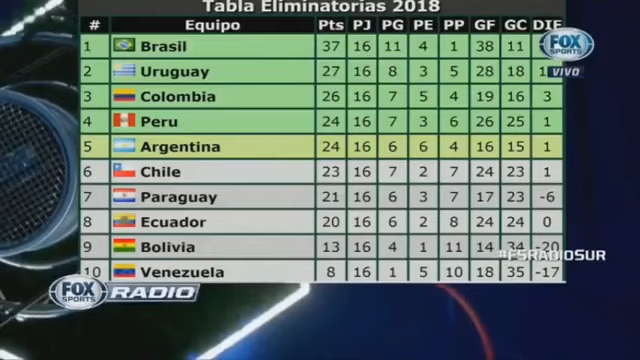 Tabla Eliminatorias 2018
# Equipo Pts PJ PG PE PP GF GC DIF
1 Brasil 37 16 11 4 1 38 11
2 Uruguay 27 16 8 3 5 28 18
3 Colombia 26 16 7 5 4 19 16 3
4 Peru 24 16 7 3 6 26 25 1
5 Argentina 24 16 6 6 4 16 15 1
6 Chile 23 16 7 2 7 24 23 1
7 Paraguay 21 16 6 3 7 17 23 -6
8 Ecuador 20 16 6 2 8 24 24 0
9 Bolivia 13 16 4 1 11 14 34 -20
10 Venezuela 8 16 1 5 10 18 35 -17
FOX
SPORTS
VIVO
#FSRADIOSUR
FOX
SPORTS
RADIO